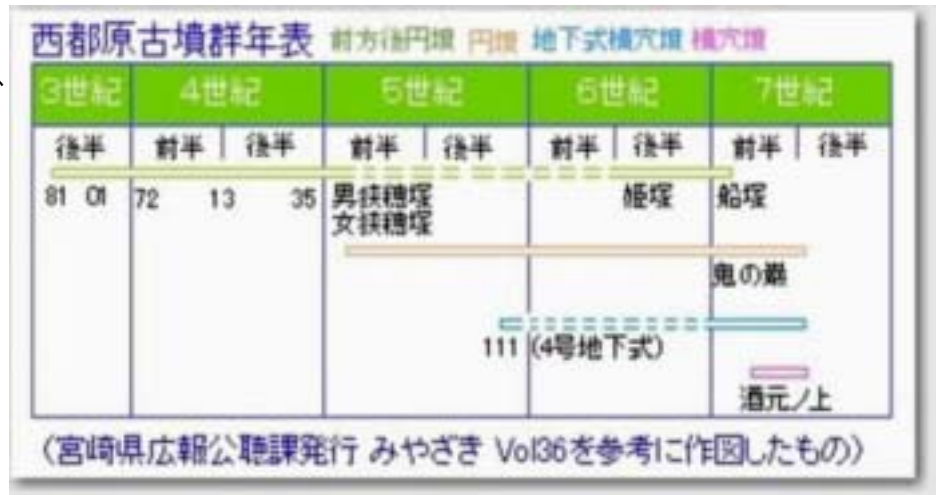 西都原古墳群年表 前方後円墳 円墳 地下式横穴墳 横穴墳
3世紀 4世紀 5世紀 6世紀 7世紀
後半 前半 後半 前半 後半 前半 後半 前半 後半
81 01 72 13 35 男狭穂塚 姫塚 船塚
女狭穂塚
鬼の巌
111 (4号地下式)
酒元ノ上
(宮崎県広報公聴課発行 みやざき Vol36を参考に作図したもの)